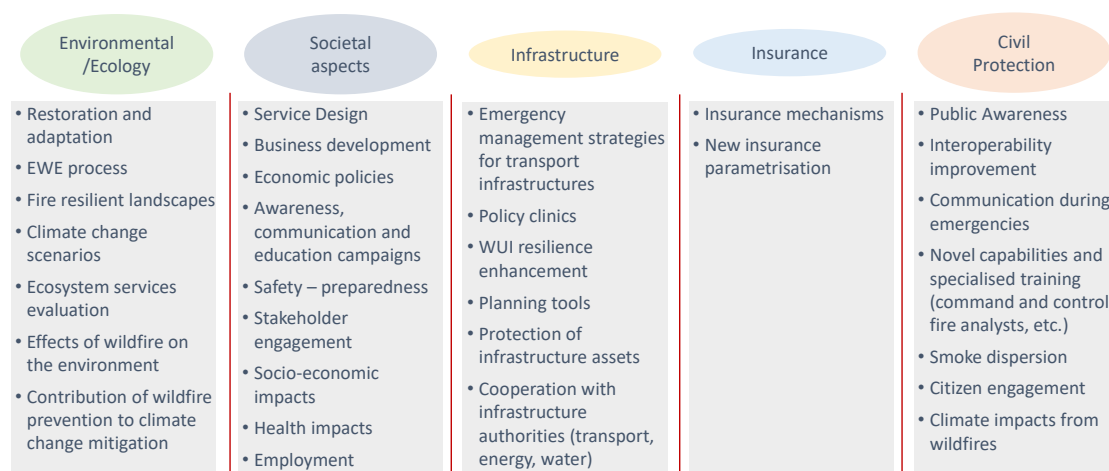 Environmental
/Ecology
• Restoration and
adaptation
• EWE process
• Fire resilient landscapes
• Climate change
scenarios
• Ecosystem services
evaluation
• Effects of wildfire on
the environment
• Contribution of wildfire
prevention to climate
change mitigation
Societal
aspects
• Service Design
• Business development
• Economic policies
• Awareness,
communication and
education campaigns
• Safety – preparedness
• Stakeholder
engagement
• Socio-economic
impacts
• Health impacts
• Employment
Infrastructure
• Emergency
management strategies
for transport
infrastructures
• Policy clinics
• WUI resilience
enhancement
• Planning tools
• Protection of
infrastructure assets
• Cooperation with
infrastructure
authorities (transport,
energy, water)
Insurance
• Insurance mechanisms
• New insurance
parametrisation
Civil
Protection
• Public Awareness
• Interoperability
improvement
• Communication during
emergencies
• Novel capabilities and
specialised training
(command and control
fire analysts, etc.)
• Smoke dispersion
• Citizen engagement
• Climate impacts from
wildfires